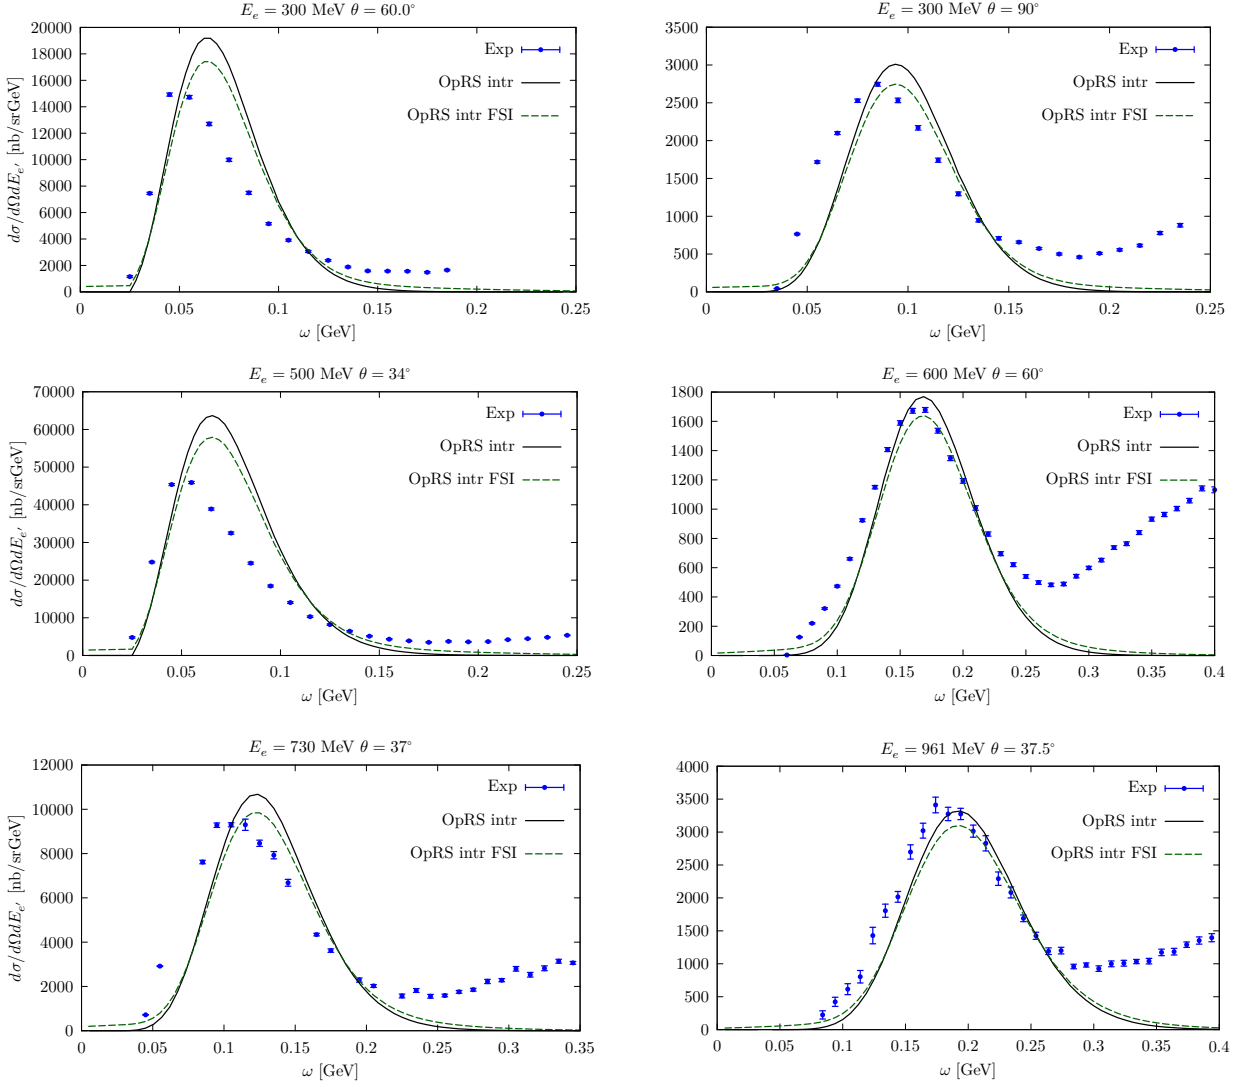 E_e = 300 MeV θ = 60.0°
dσ/dΩdE_e′ [nb/srGeV]
20000
18000
16000
14000
12000
10000
8000
6000
4000
2000
0
Exp
OpRS intr
OpRS intr FSI
0 0.05 0.1 0.15 0.2 0.25
ω [GeV]
E_e = 300 MeV θ = 90°
3500
3000
2500
2000
1500
1000
500
0
Exp
OpRS intr
OpRS intr FSI
0 0.05 0.1 0.15 0.2 0.25
ω [GeV]
E_e = 500 MeV θ = 34°
dσ/dΩdE_e′ [nb/srGeV]
70000
60000
50000
40000
30000
20000
10000
0
Exp
OpRS intr
OpRS intr FSI
0 0.05 0.1 0.15 0.2 0.25
ω [GeV]
E_e = 600 MeV θ = 60°
1800
1600
1400
1200
1000
800
600
400
200
0
Exp
OpRS intr
OpRS intr FSI
0 0.05 0.1 0.15 0.2 0.25 0.3 0.35 0.4
ω [GeV]
E_e = 730 MeV θ = 37°
dσ/dΩdE_e′ [nb/srGeV]
12000
10000
8000
6000
4000
2000
0
Exp
OpRS intr
OpRS intr FSI
0 0.05 0.1 0.15 0.2 0.25 0.3 0.35
ω [GeV]
E_e = 961 MeV θ = 37.5°
4000
3500
3000
2500
2000
1500
1000
500
0
Exp
OpRS intr
OpRS intr FSI
0 0.05 0.1 0.15 0.2 0.25 0.3 0.35 0.4
ω [GeV]